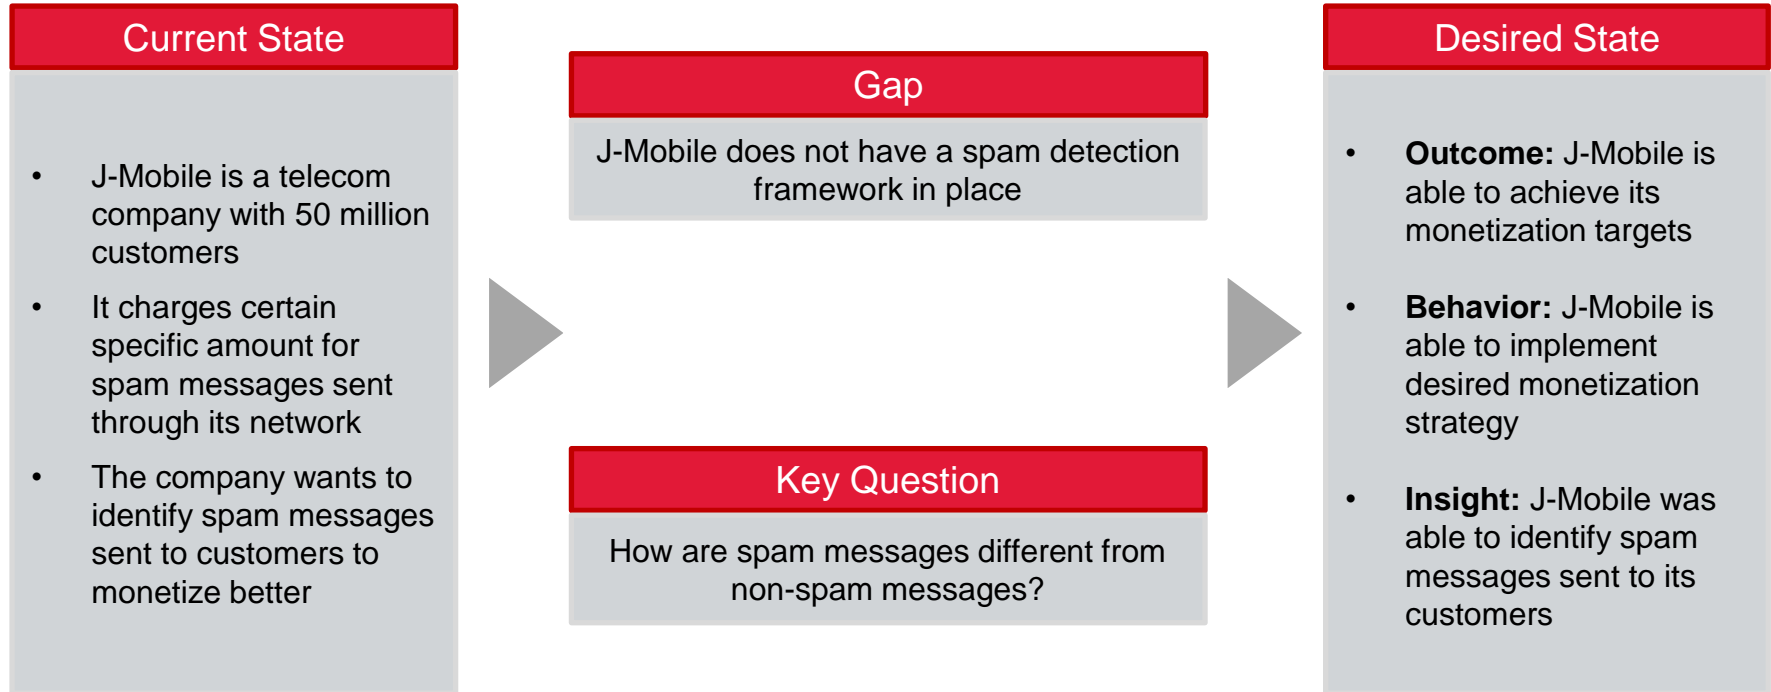 Current State
• J-Mobile is a telecom
company with 50 million
customers
• It charges certain
specific amount for
spam messages sent
through its network
• The company wants to
identify spam messages
sent to customers to
monetize better
Gap
J-Mobile does not have a spam detection
framework in place
Key Question
How are spam messages different from
non-spam messages?
Desired State
• Outcome: J-Mobile is
able to achieve its
monetization targets
• Behavior: J-Mobile is
able to implement
desired monetization
strategy
• Insight: J-Mobile was
able to identify spam
messages sent to its
customers